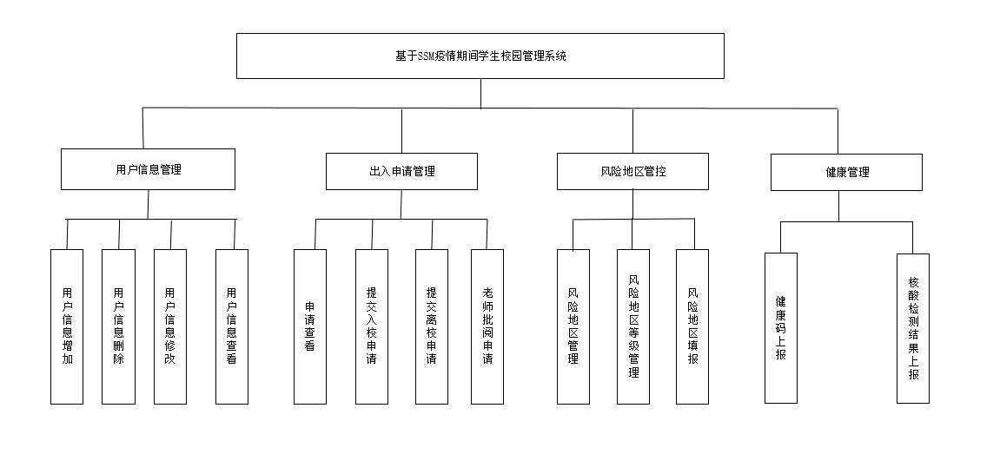 基于SSM疫情期间学生校园管理系统
用户信息管理
出入申请管理
风险地区管控
健康管理
用户信息增加
用户信息删除
用户信息修改
用户信息查看
申请查看
提交入校申请
提交离校申请
老师批阅申请
风险地区管理
风险地区等级管理
风险地区填报
健康码上报
核酸检测结果上报